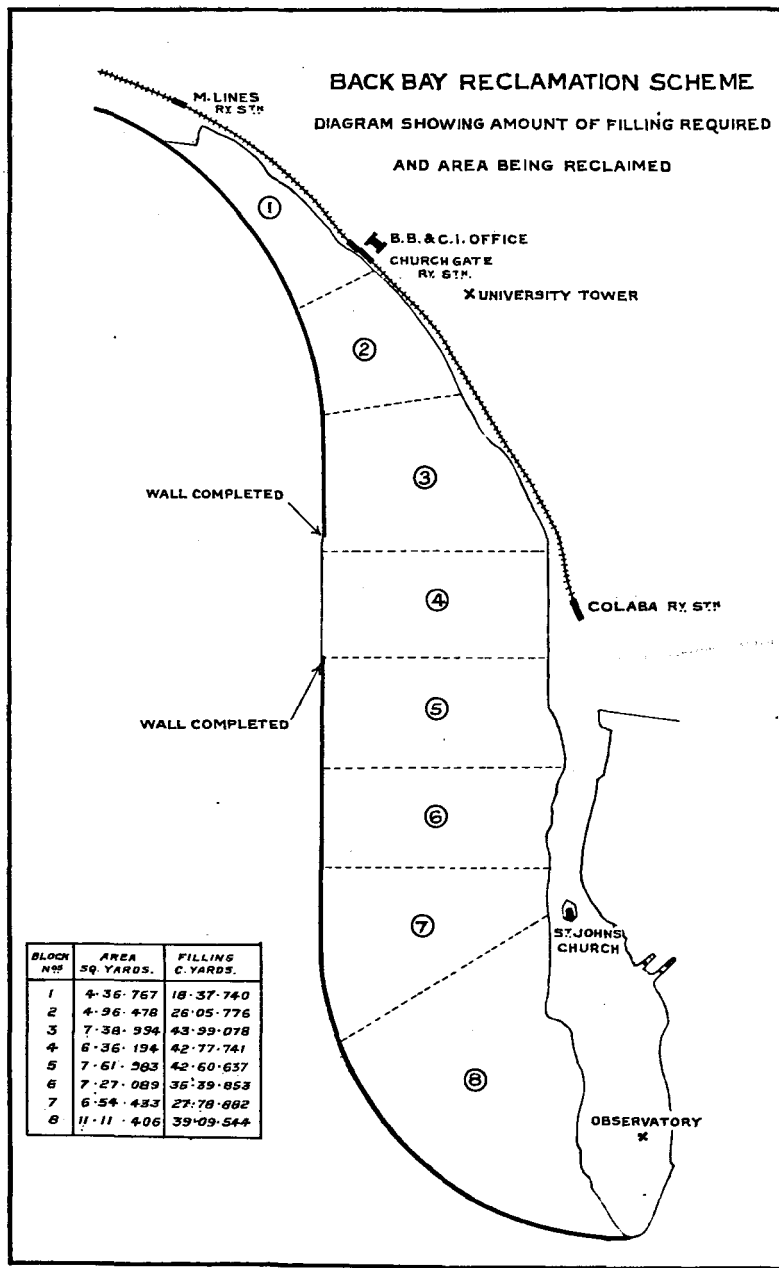 BACK BAY RECLAMATION SCHEME
DIAGRAM SHOWING AMOUNT OF FILLING REQUIRED
AND AREA BEING RECLAIMED
M. LINES
RY STN
1
B.B. & C.I. OFFICE
CHURCHGATE
RY. STN.
X UNIVERSITY TOWER
2
3
WALL COMPLETED
4
COLABA RY STN
5
WALL COMPLETED
6
7
ST JOHNS
CHURCH
8
OBSERVATORY
X
BLOCK NOS AREA SQ. YARDS. FILLING C. YARDS.
1 4·36·767 18·37·740
2 4·96·478 26·05·776
3 7·38·994 43·99·078
4 6·36·194 42·77·741
5 7·61·983 42·60·637
6 7·27·089 35·39·853
7 6·54·433 27·78·882
8 11·11·406 39·09·544